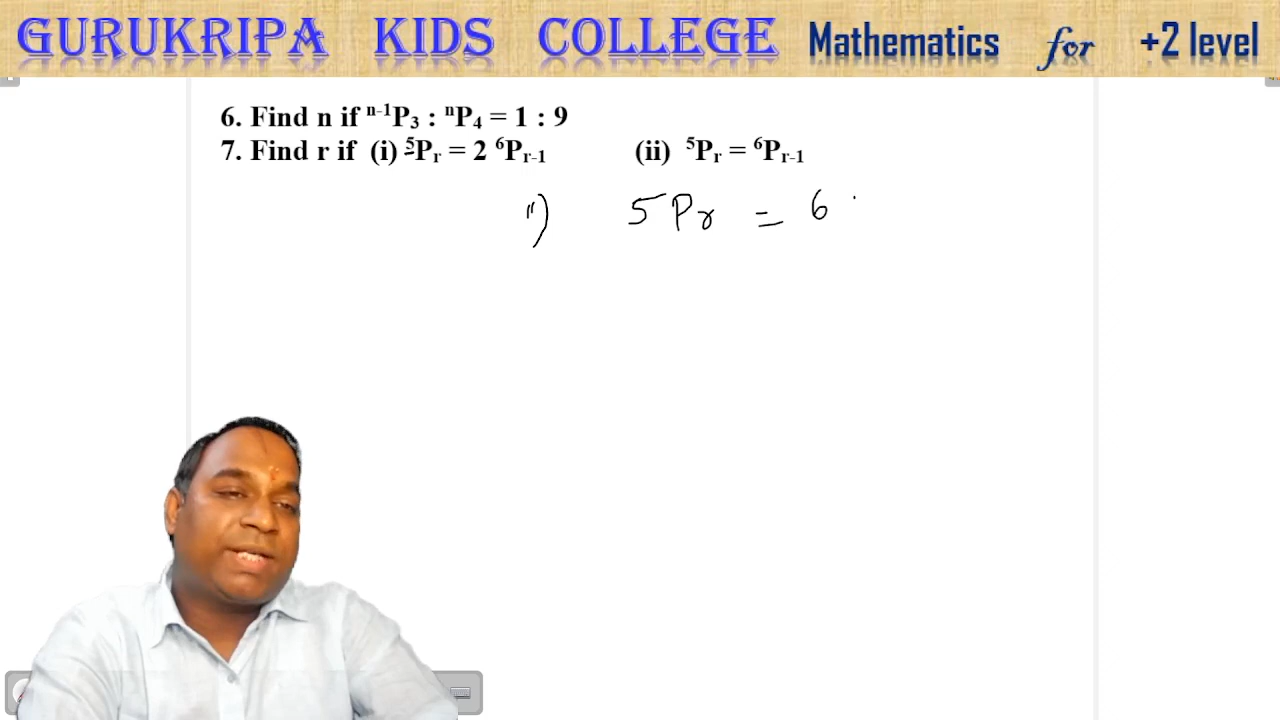 GURUKRIPA KIDS COLLEGE Mathematics for +2 level
6. Find n if ⁿ⁻¹P₃ : ⁿP₄ = 1 : 9
7. Find r if (i) ⁵Pᵣ = 2 ⁶Pᵣ₋₁ (ii) ⁵Pᵣ = ⁶Pᵣ₋₁
ii) 5Pr = 6